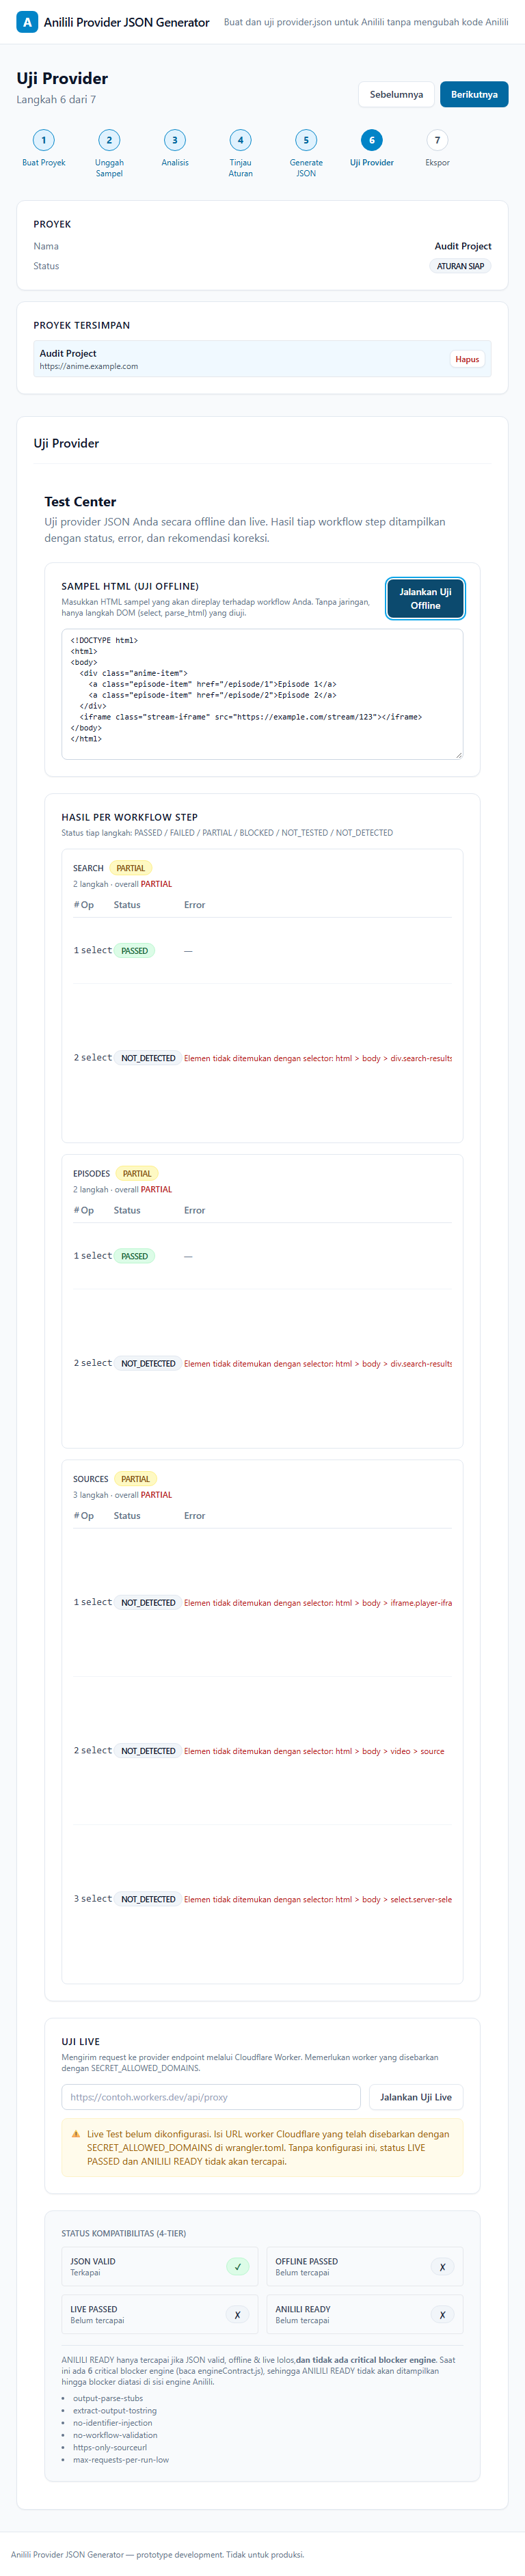 A Anilili Provider JSON Generator Buat dan uji provider.json untuk Anilili tanpa mengubah kode Anilili
Uji Provider
Langkah 6 dari 7
Sebelumnya
Berikutnya
1 2 3 4 5 6 7
Buat Proyek
Unggah Sampel
Analisis
Tinjau Aturan
Generate JSON
Uji Provider
Ekspor
PROYEK
Nama Audit Project
Status ATURAN SIAP
PROYEK TERSIMPAN
Audit Project
https://anime.example.com
Hapus
Uji Provider
Test Center
Uji provider JSON Anda secara offline dan live. Hasil tiap workflow step ditampilkan
dengan status, error, dan rekomendasi koreksi.
SAMPEL HTML (UJI OFFLINE)
Masukkan HTML sampel yang akan direplay terhadap workflow Anda. Tanpa jaringan,
hanya langkah DOM (select, parse_html) yang diuji.
Jalankan Uji
Offline
<!DOCTYPE html>
<html>
<body>
  <div class="anime-item">
    <a class="episode-item" href="/episode/1">Episode 1</a>
    <a class="episode-item" href="/episode/2">Episode 2</a>
  </div>
  <iframe class="stream-iframe" src="https://example.com/stream/123"></iframe>
</body>
</html>
HASIL PER WORKFLOW STEP
Status tiap langkah: PASSED / FAILED / PARTIAL / BLOCKED / NOT_TESTED / NOT_DETECTED
SEARCH PARTIAL
2 langkah · overall PARTIAL
# Op Status Error
1 select PASSED —
2 select NOT_DETECTED Elemen tidak ditemukan dengan selector: html > body > div.search-results
EPISODES PARTIAL
2 langkah · overall PARTIAL
# Op Status Error
1 select PASSED —
2 select NOT_DETECTED Elemen tidak ditemukan dengan selector: html > body > div.search-results
SOURCES PARTIAL
3 langkah · overall PARTIAL
# Op Status Error
1 select NOT_DETECTED Elemen tidak ditemukan dengan selector: html > body > iframe.player-ifra
2 select NOT_DETECTED Elemen tidak ditemukan dengan selector: html > body > video > source
3 select NOT_DETECTED Elemen tidak ditemukan dengan selector: html > body > select.server-sele
UJI LIVE
Mengirim request ke provider endpoint melalui Cloudflare Worker. Memerlukan worker yang disebarkan
dengan SECRET_ALLOWED_DOMAINS.
https://contoh.workers.dev/api/proxy
Jalankan Uji Live
⚠ Live Test belum dikonfigurasi. Isi URL worker Cloudflare yang telah disebarkan dengan
SECRET_ALLOWED_DOMAINS di wrangler.toml. Tanpa konfigurasi ini, status LIVE
PASSED dan ANILILI READY tidak akan tercapai.
STATUS KOMPATIBILITAS (4-TIER)
JSON VALID
Terkapai
✓
OFFLINE PASSED
Belum tercapai
✗
LIVE PASSED
Belum tercapai
✗
ANILILI READY
Belum tercapai
✗
ANILILI READY hanya tercapai jika JSON valid, offline & live lolos,dan tidak ada critical blocker engine. Saat
ini ada 6 critical blocker engine (baca engineContract.js), sehingga ANILILI READY tidak akan ditampilkan
hingga blocker diatasi di sisi engine Anilili.
• output-parse-stubs
• extract-output-tostring
• no-identifier-injection
• no-workflow-validation
• https-only-sourceurl
• max-requests-per-run-low
Anilili Provider JSON Generator — prototype development. Tidak untuk produksi.